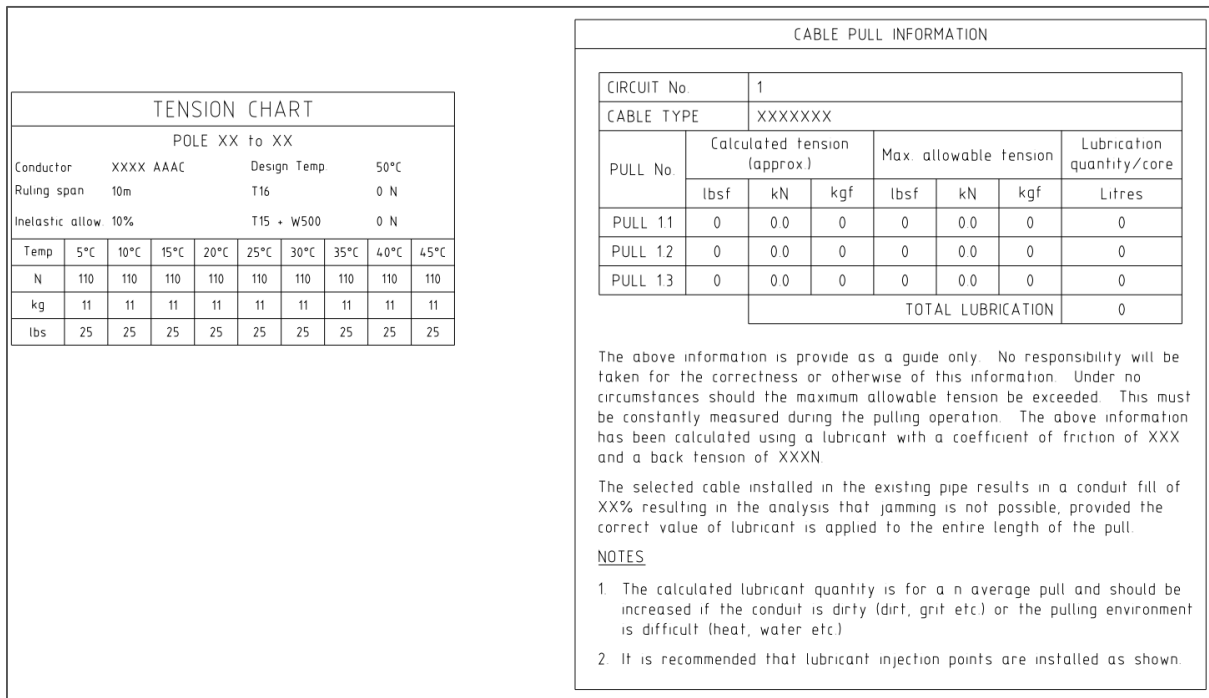 TENSION CHART
POLE XX to XX
Conductor XXXX AAAC Design Temp. 50°C
Ruling span 10m T16 0 N
Inelastic allow. 10% T15 + W500 0 N
Temp 5°C 10°C 15°C 20°C 25°C 30°C 35°C 40°C 45°C
N 110 110 110 110 110 110 110 110 110
kg 11 11 11 11 11 11 11 11 11
lbs 25 25 25 25 25 25 25 25 25
CABLE PULL INFORMATION
CIRCUIT No. 1
CABLE TYPE XXXXXXX
PULL No.
Calculated tension
(approx.)
Max. allowable tension
Lubrication
quantity/core
lbsf kN kgf lbsf kN kgf Litres
PULL 1.1 0 0.0 0 0 0.0 0 0
PULL 1.2 0 0.0 0 0 0.0 0 0
PULL 1.3 0 0.0 0 0 0.0 0 0
TOTAL LUBRICATION 0
The above information is provide as a guide only. No responsibility will be
taken for the correctness or otherwise of this information. Under no
circumstances should the maximum allowable tension be exceeded. This must
be constantly measured during the pulling operation. The above information
has been calculated using a lubricant with a coefficient of friction of XXX
and a back tension of XXXN.
The selected cable installed in the existing pipe results in a conduit fill of
XX% resulting in the analysis that jamming is not possible, provided the
correct value of lubricant is applied to the entire length of the pull.
NOTES
1. The calculated lubricant quantity is for a n average pull and should be
increased if the conduit is dirty (dirt, grit etc.) or the pulling environment
is difficult (heat, water etc.)
2. It is recommended that lubricant injection points are installed as shown.